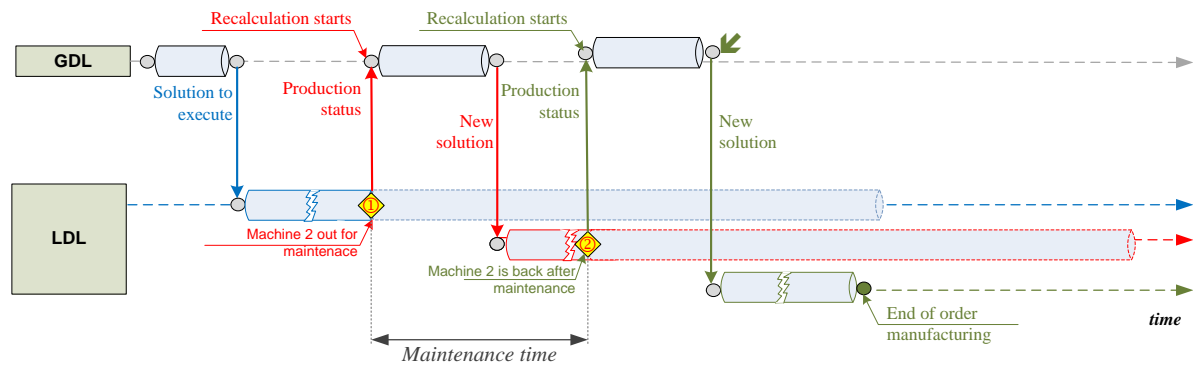 Recalculation starts
Recalculation starts
GDL
Solution to
execute
Production
status
New
solution
Production
status
New
solution
LDL
1
Machine 2 out for
maintenace
2
Machine 2 is back after
maintenance
End of order
manufacturing
time
Maintenance time